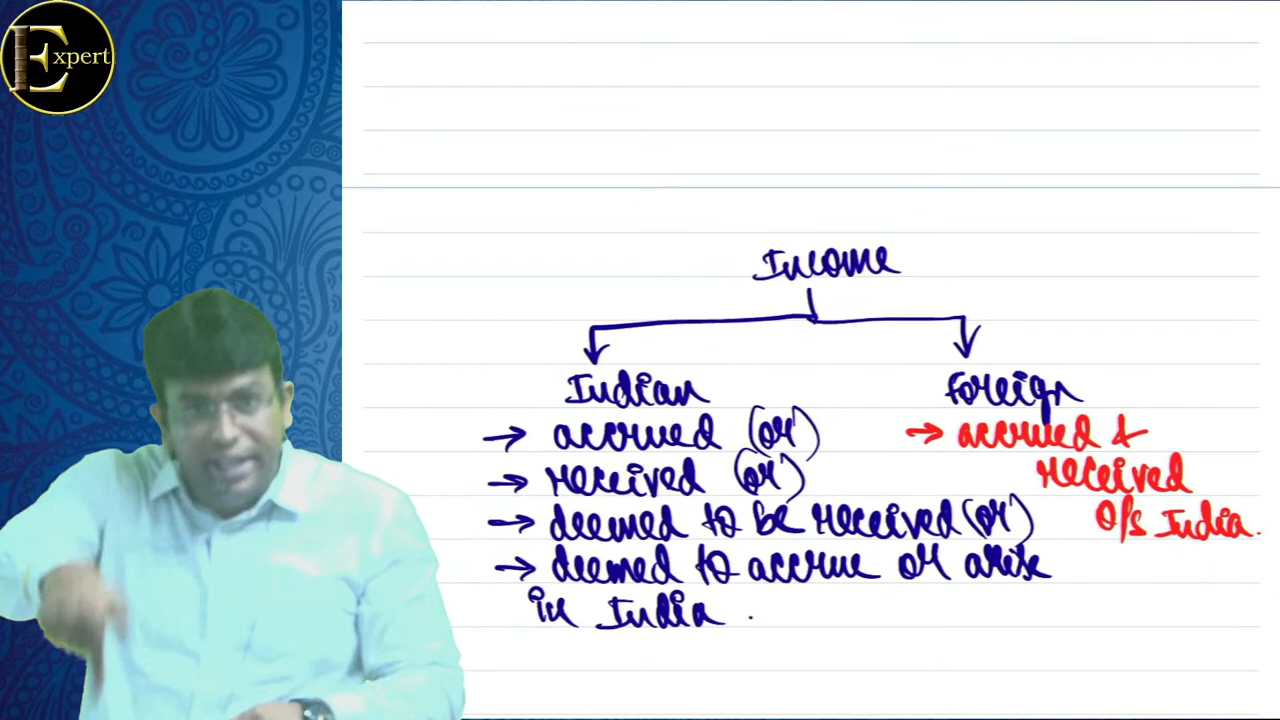 Expert
Income
Indian
Foreign
→ accrued (or)
→ received (or)
→ deemed to be received (or)
→ deemed to accrue or arise
in India .
→ accrued &
received
O/s India.